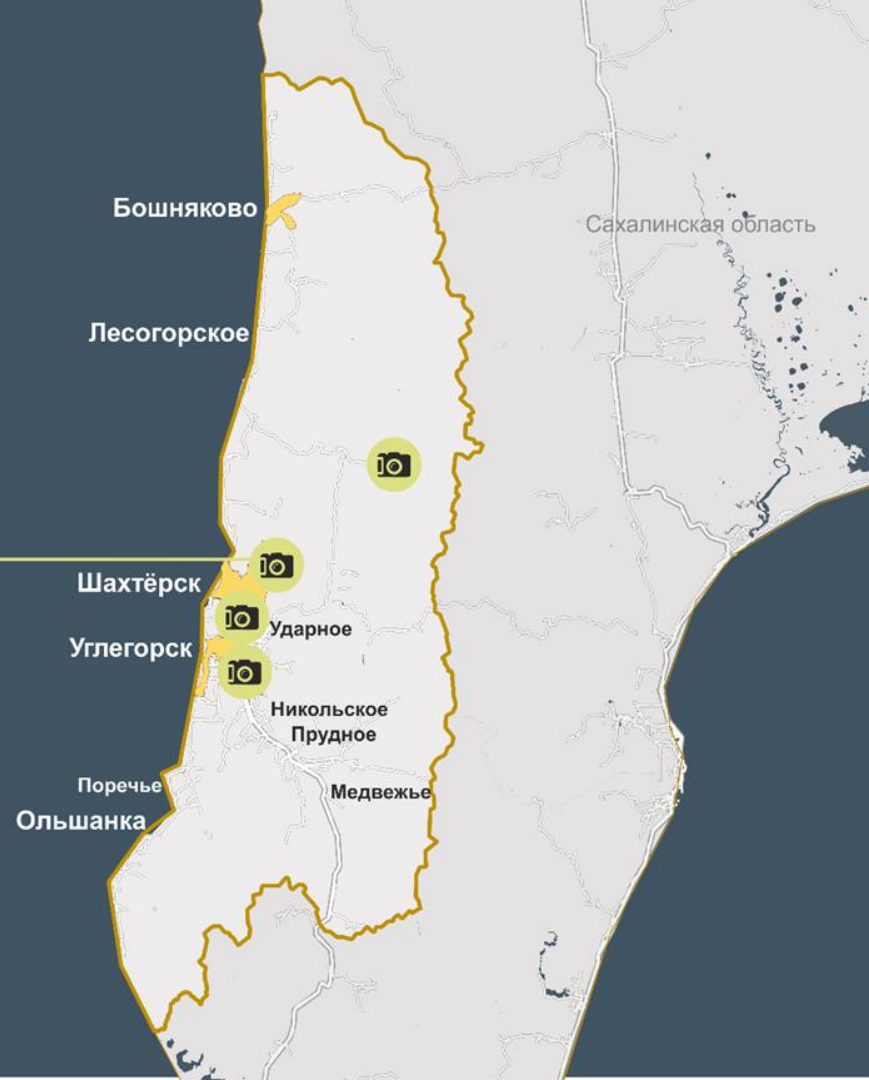 Бошняково
Сахалинская область
Лесогорское
Шахтёрск
Ударное
Углегорск
Никольское
Прудное
Поречье
Медвежье
Ольшанка